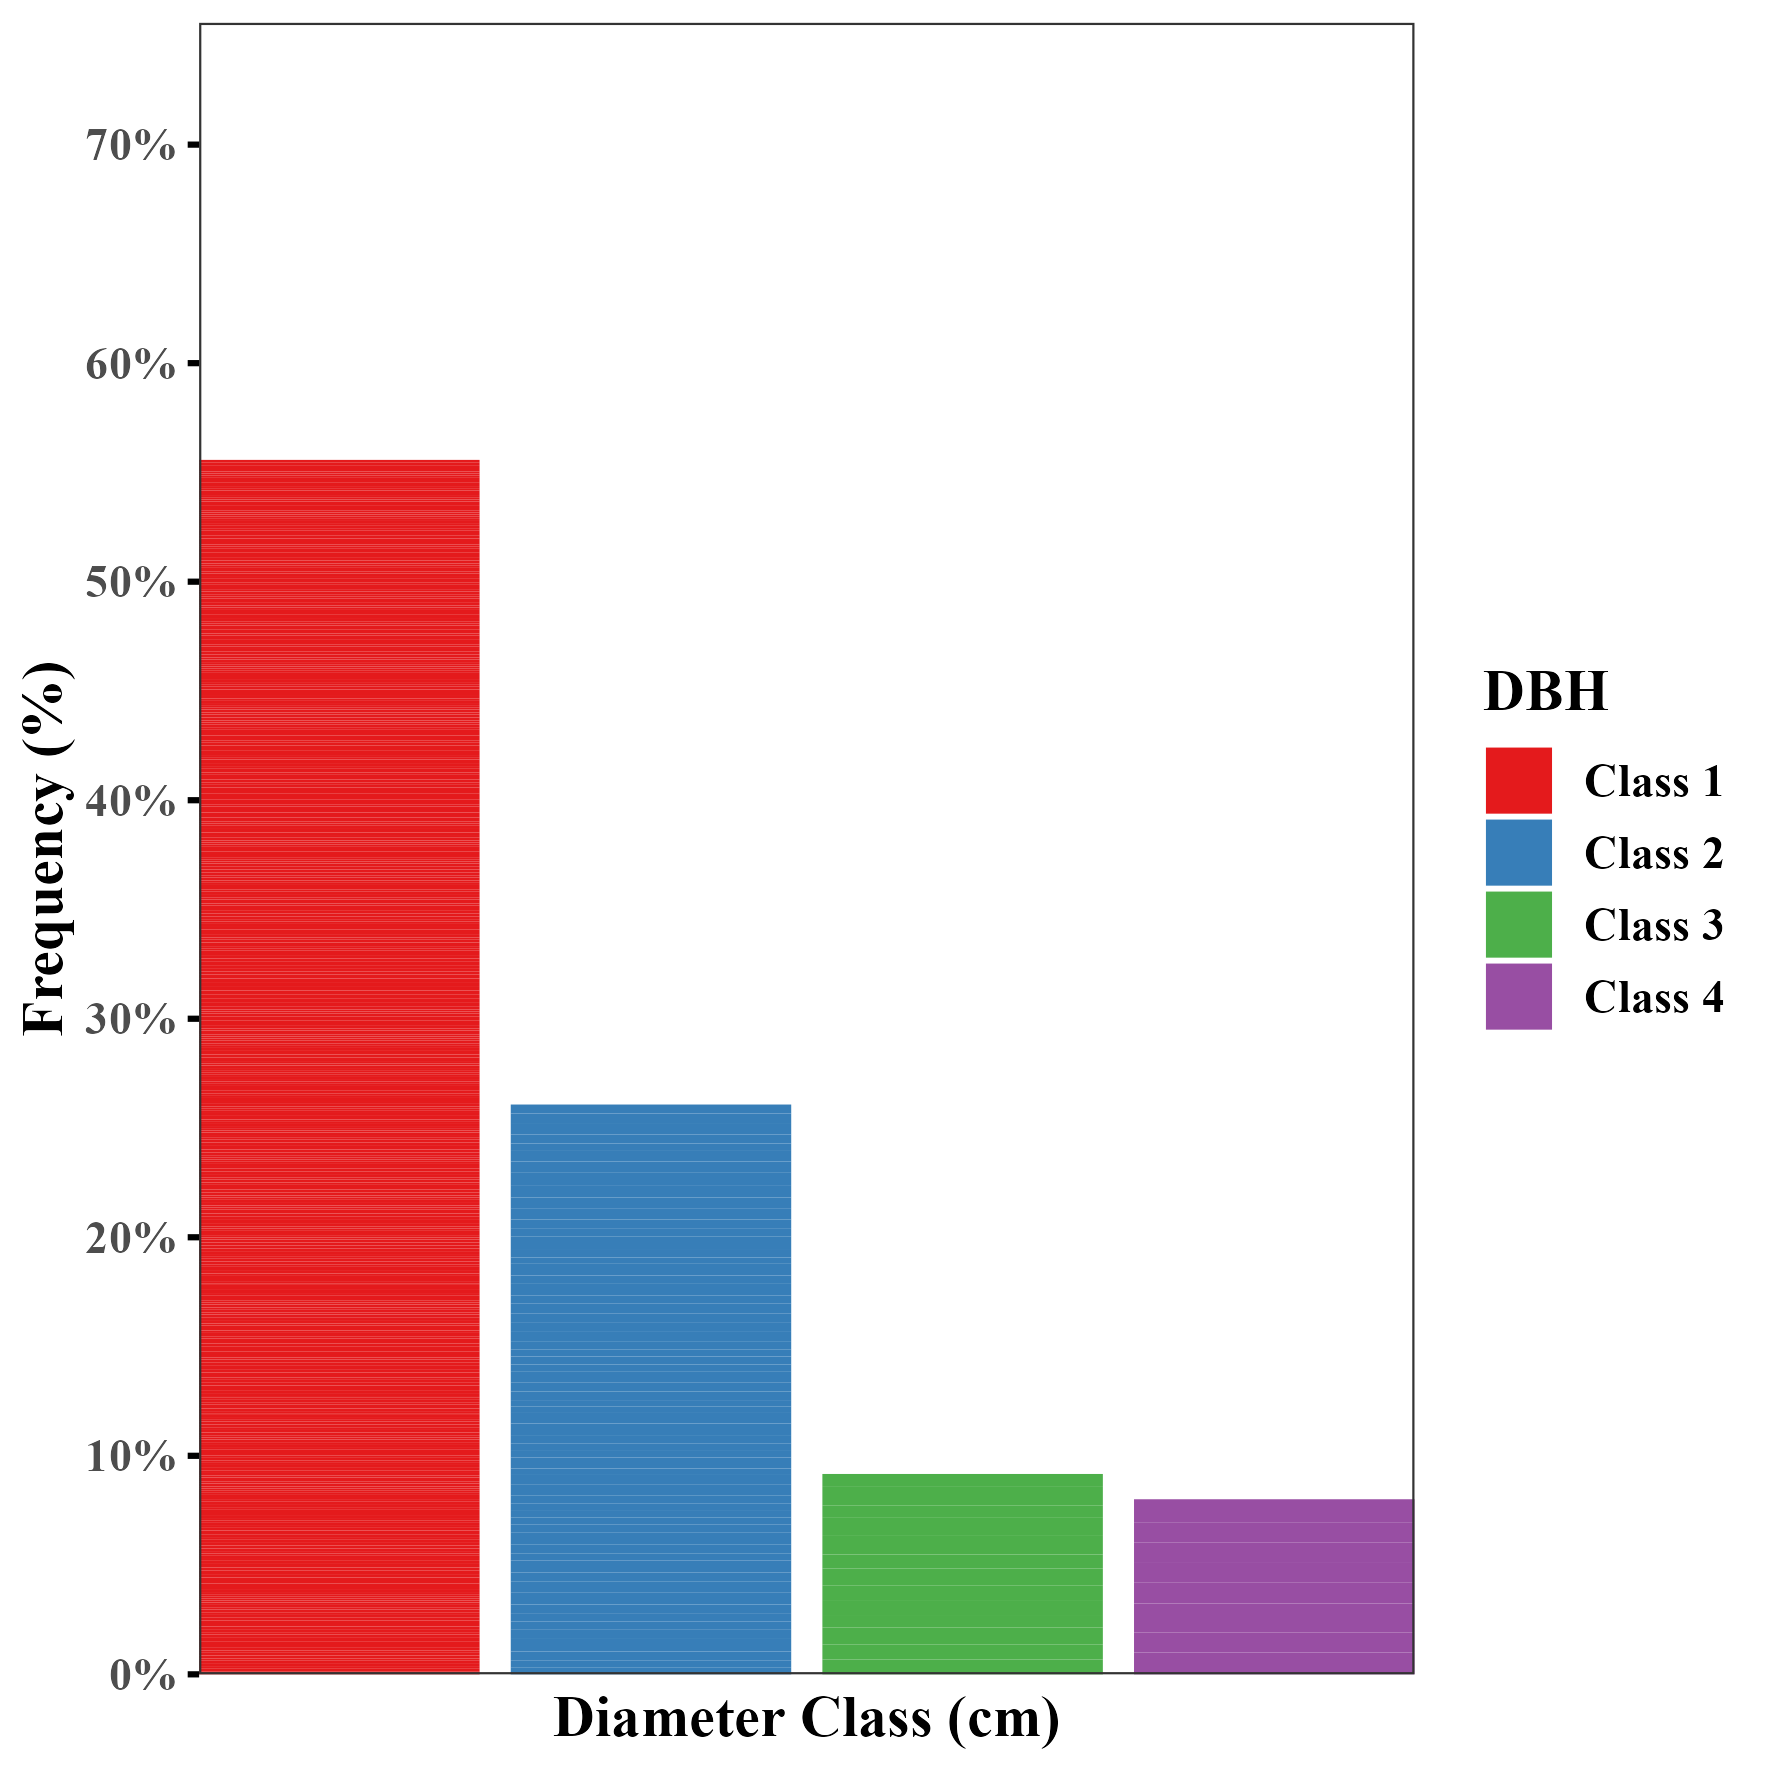 70%
60%
50%
40%
30%
20%
10%
0%
Frequency (%)
Diameter Class (cm)
DBH
Class 1
Class 2
Class 3
Class 4